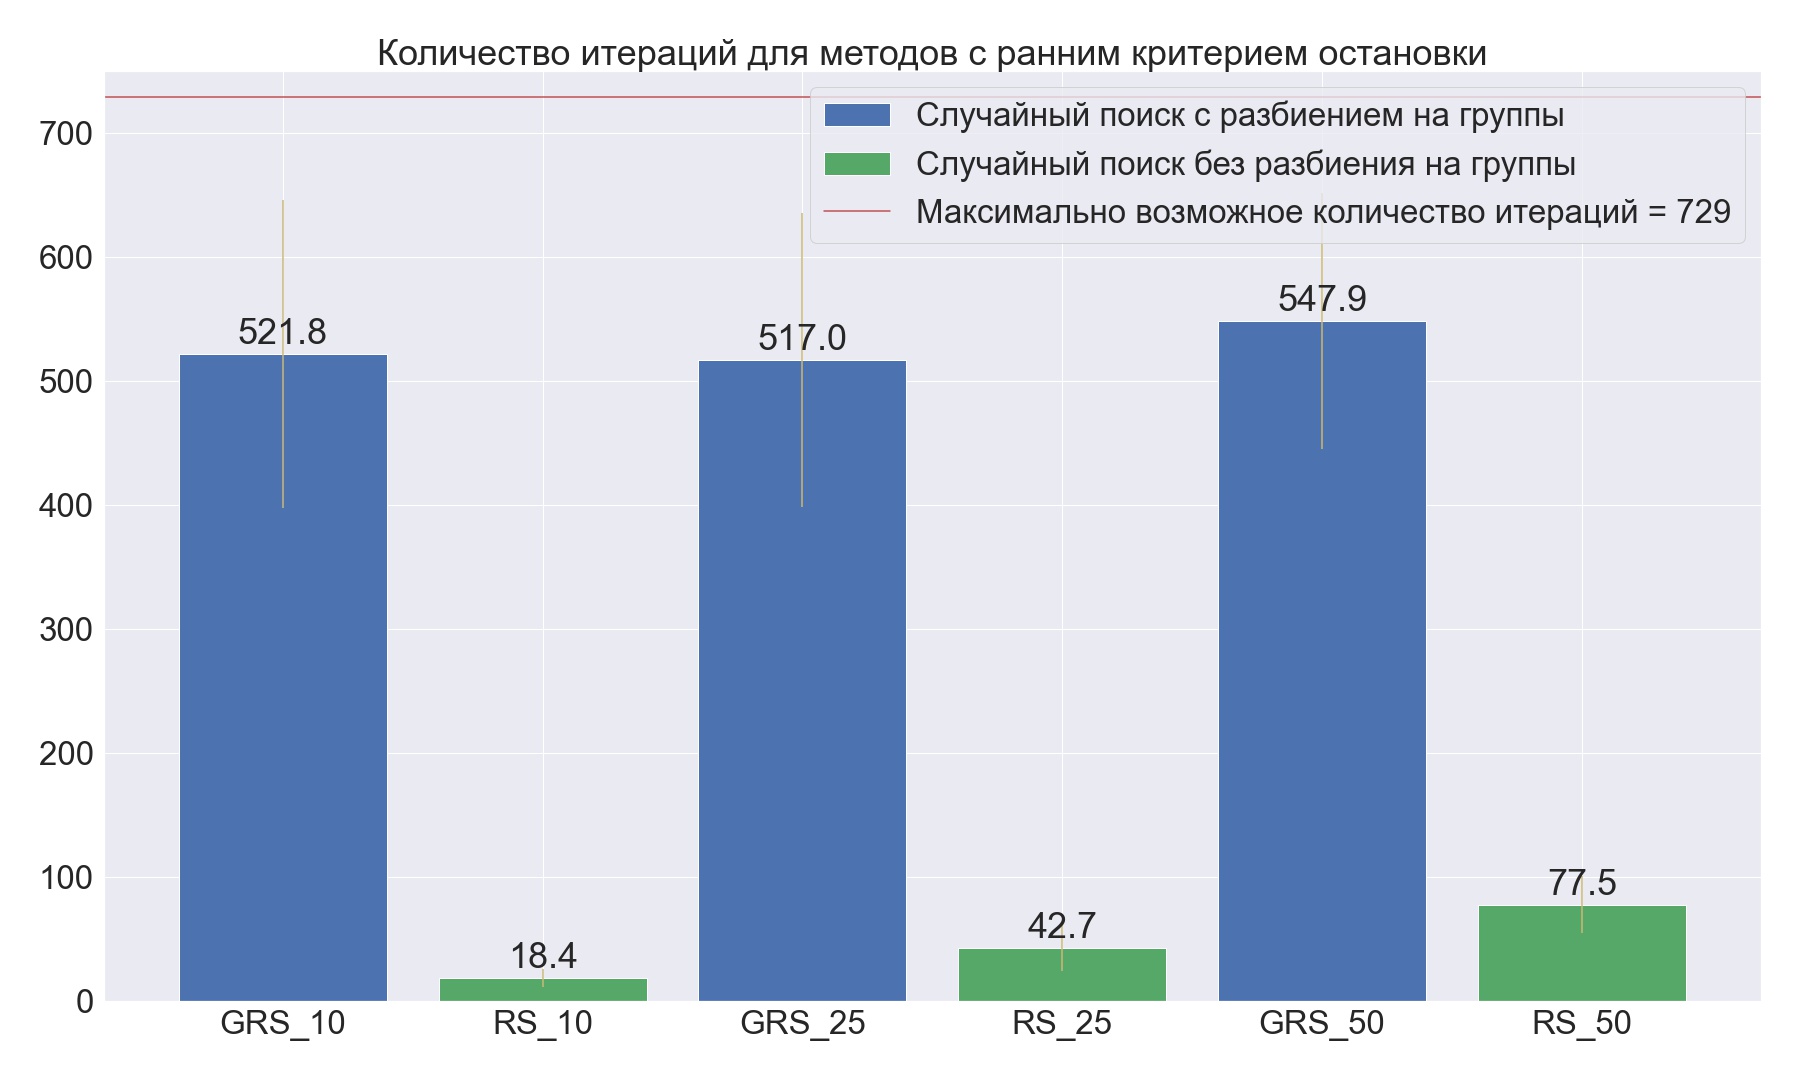 Количество итераций для методов с ранним критерием остановки
Случайный поиск с разбиением на группы
Случайный поиск без разбиения на группы
Максимально возможное количество итераций = 729
700
600
500
400
300
200
100
0
521.8
18.4
517.0
42.7
547.9
77.5
GRS_10
RS_10
GRS_25
RS_25
GRS_50
RS_50